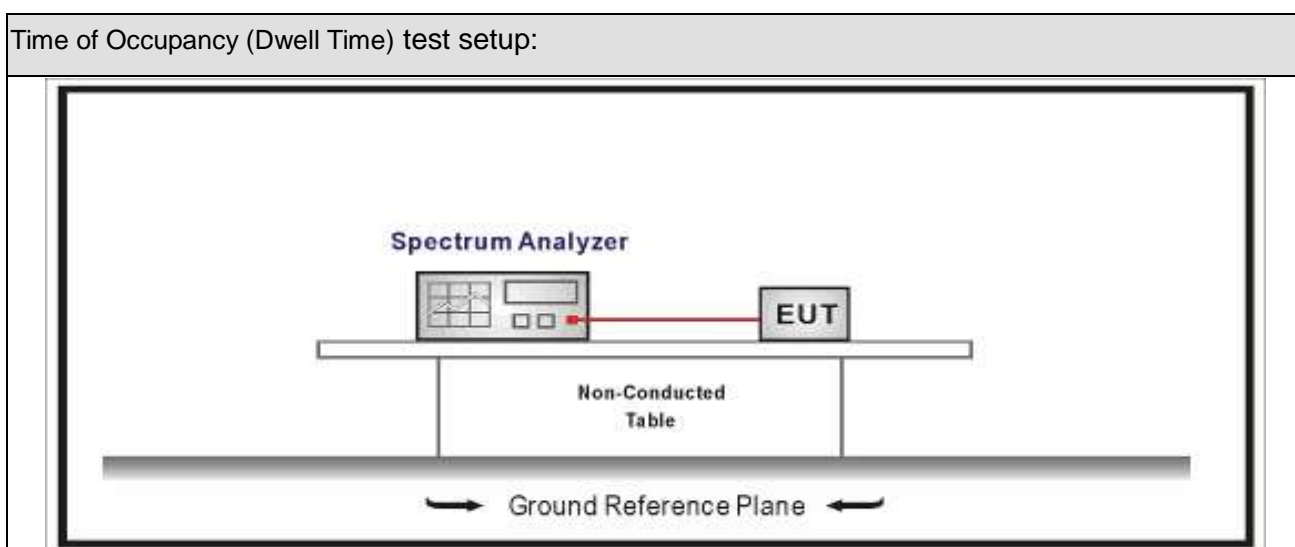 Time of Occupancy (Dwell Time) test setup:
Spectrum Analyzer
EUT
Non-Conducted
Table
Ground Reference Plane